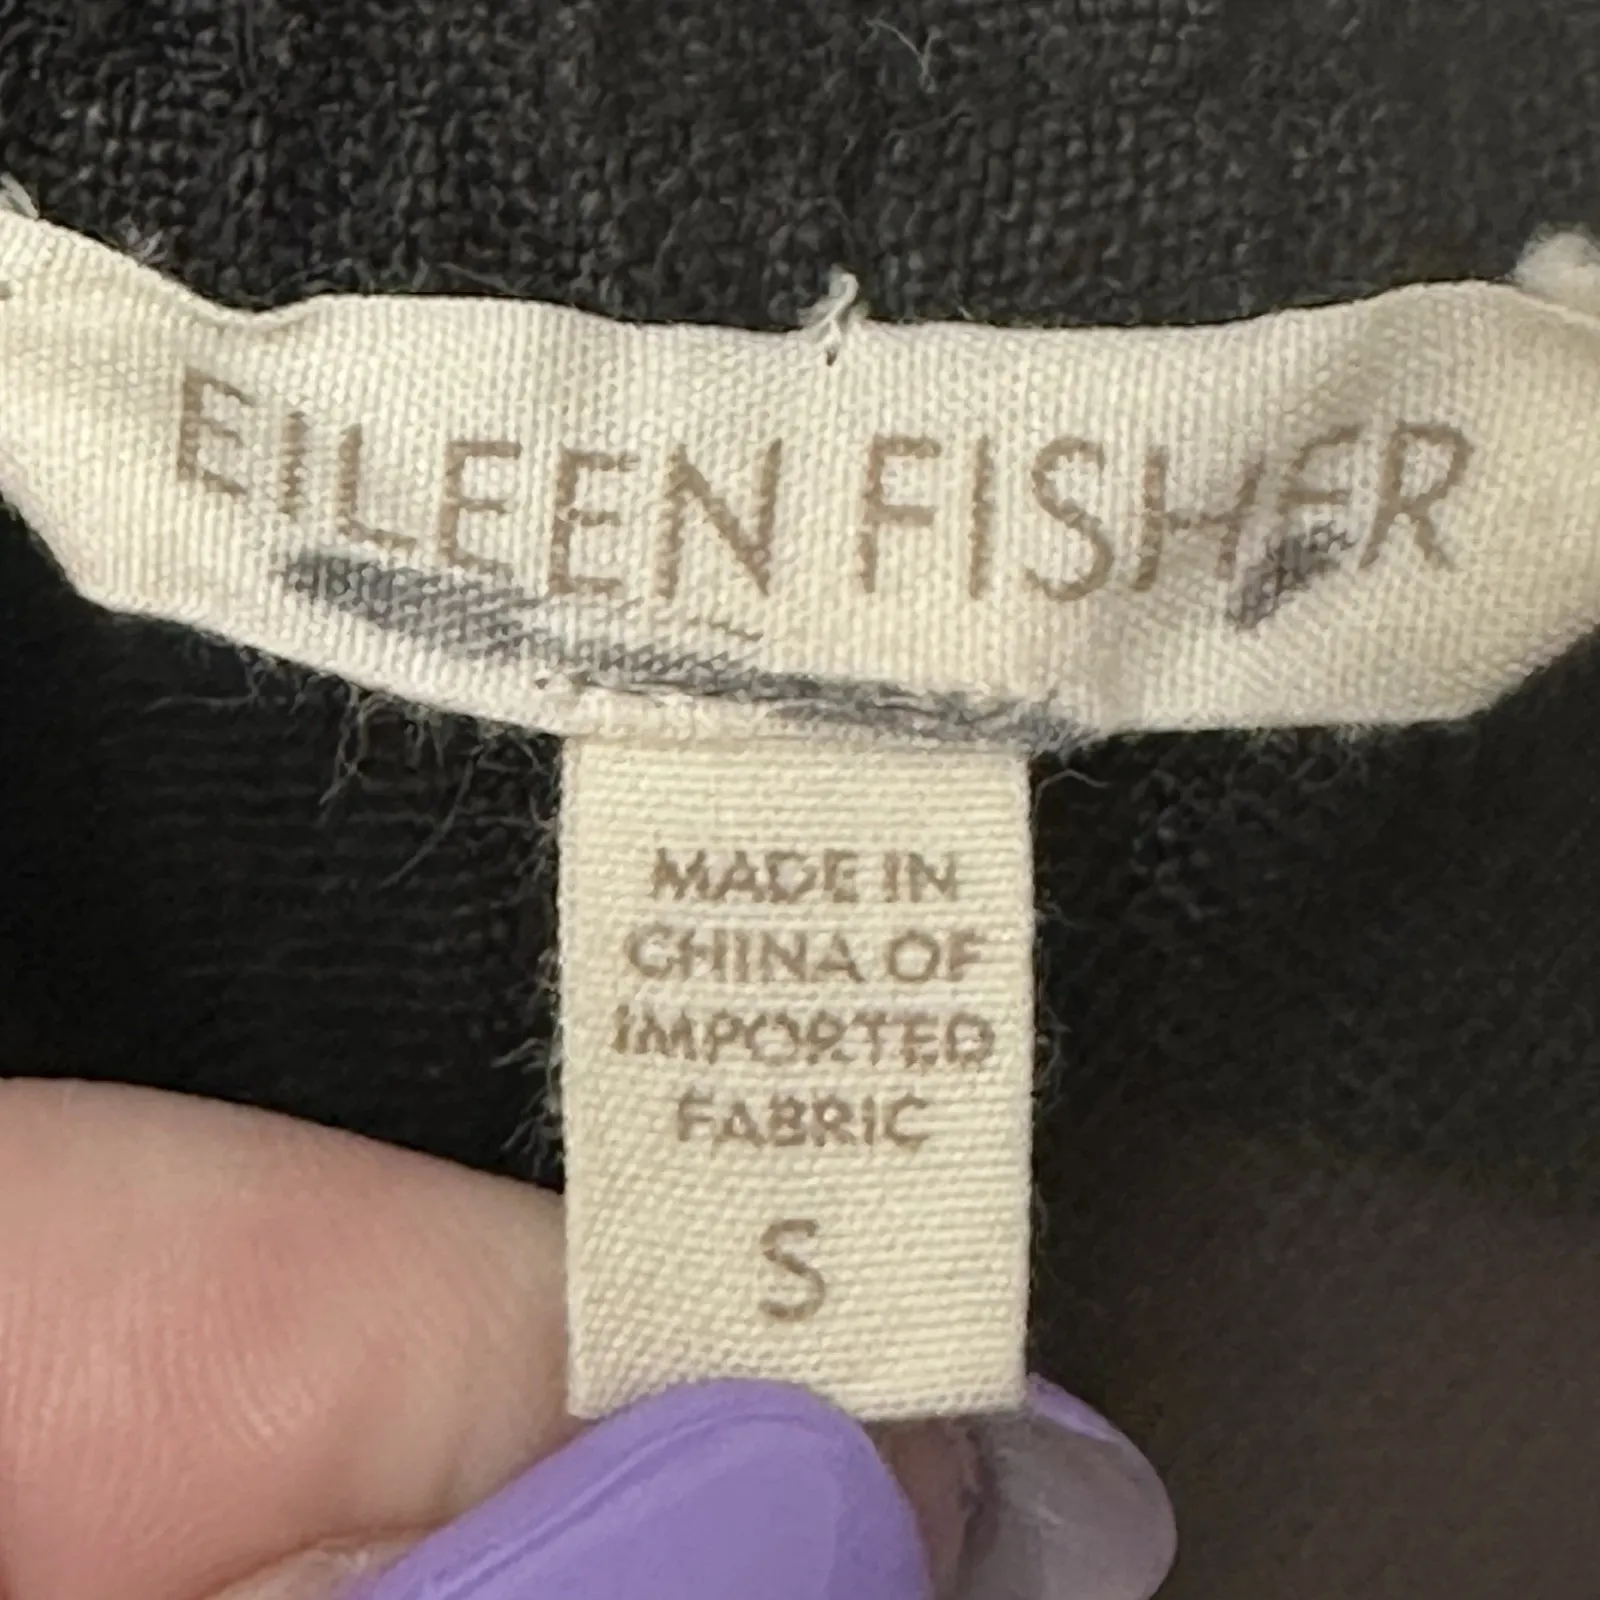 EILEEN FISHER
MADE IN
CHINA OF
IMPORTED
FABRIC
S